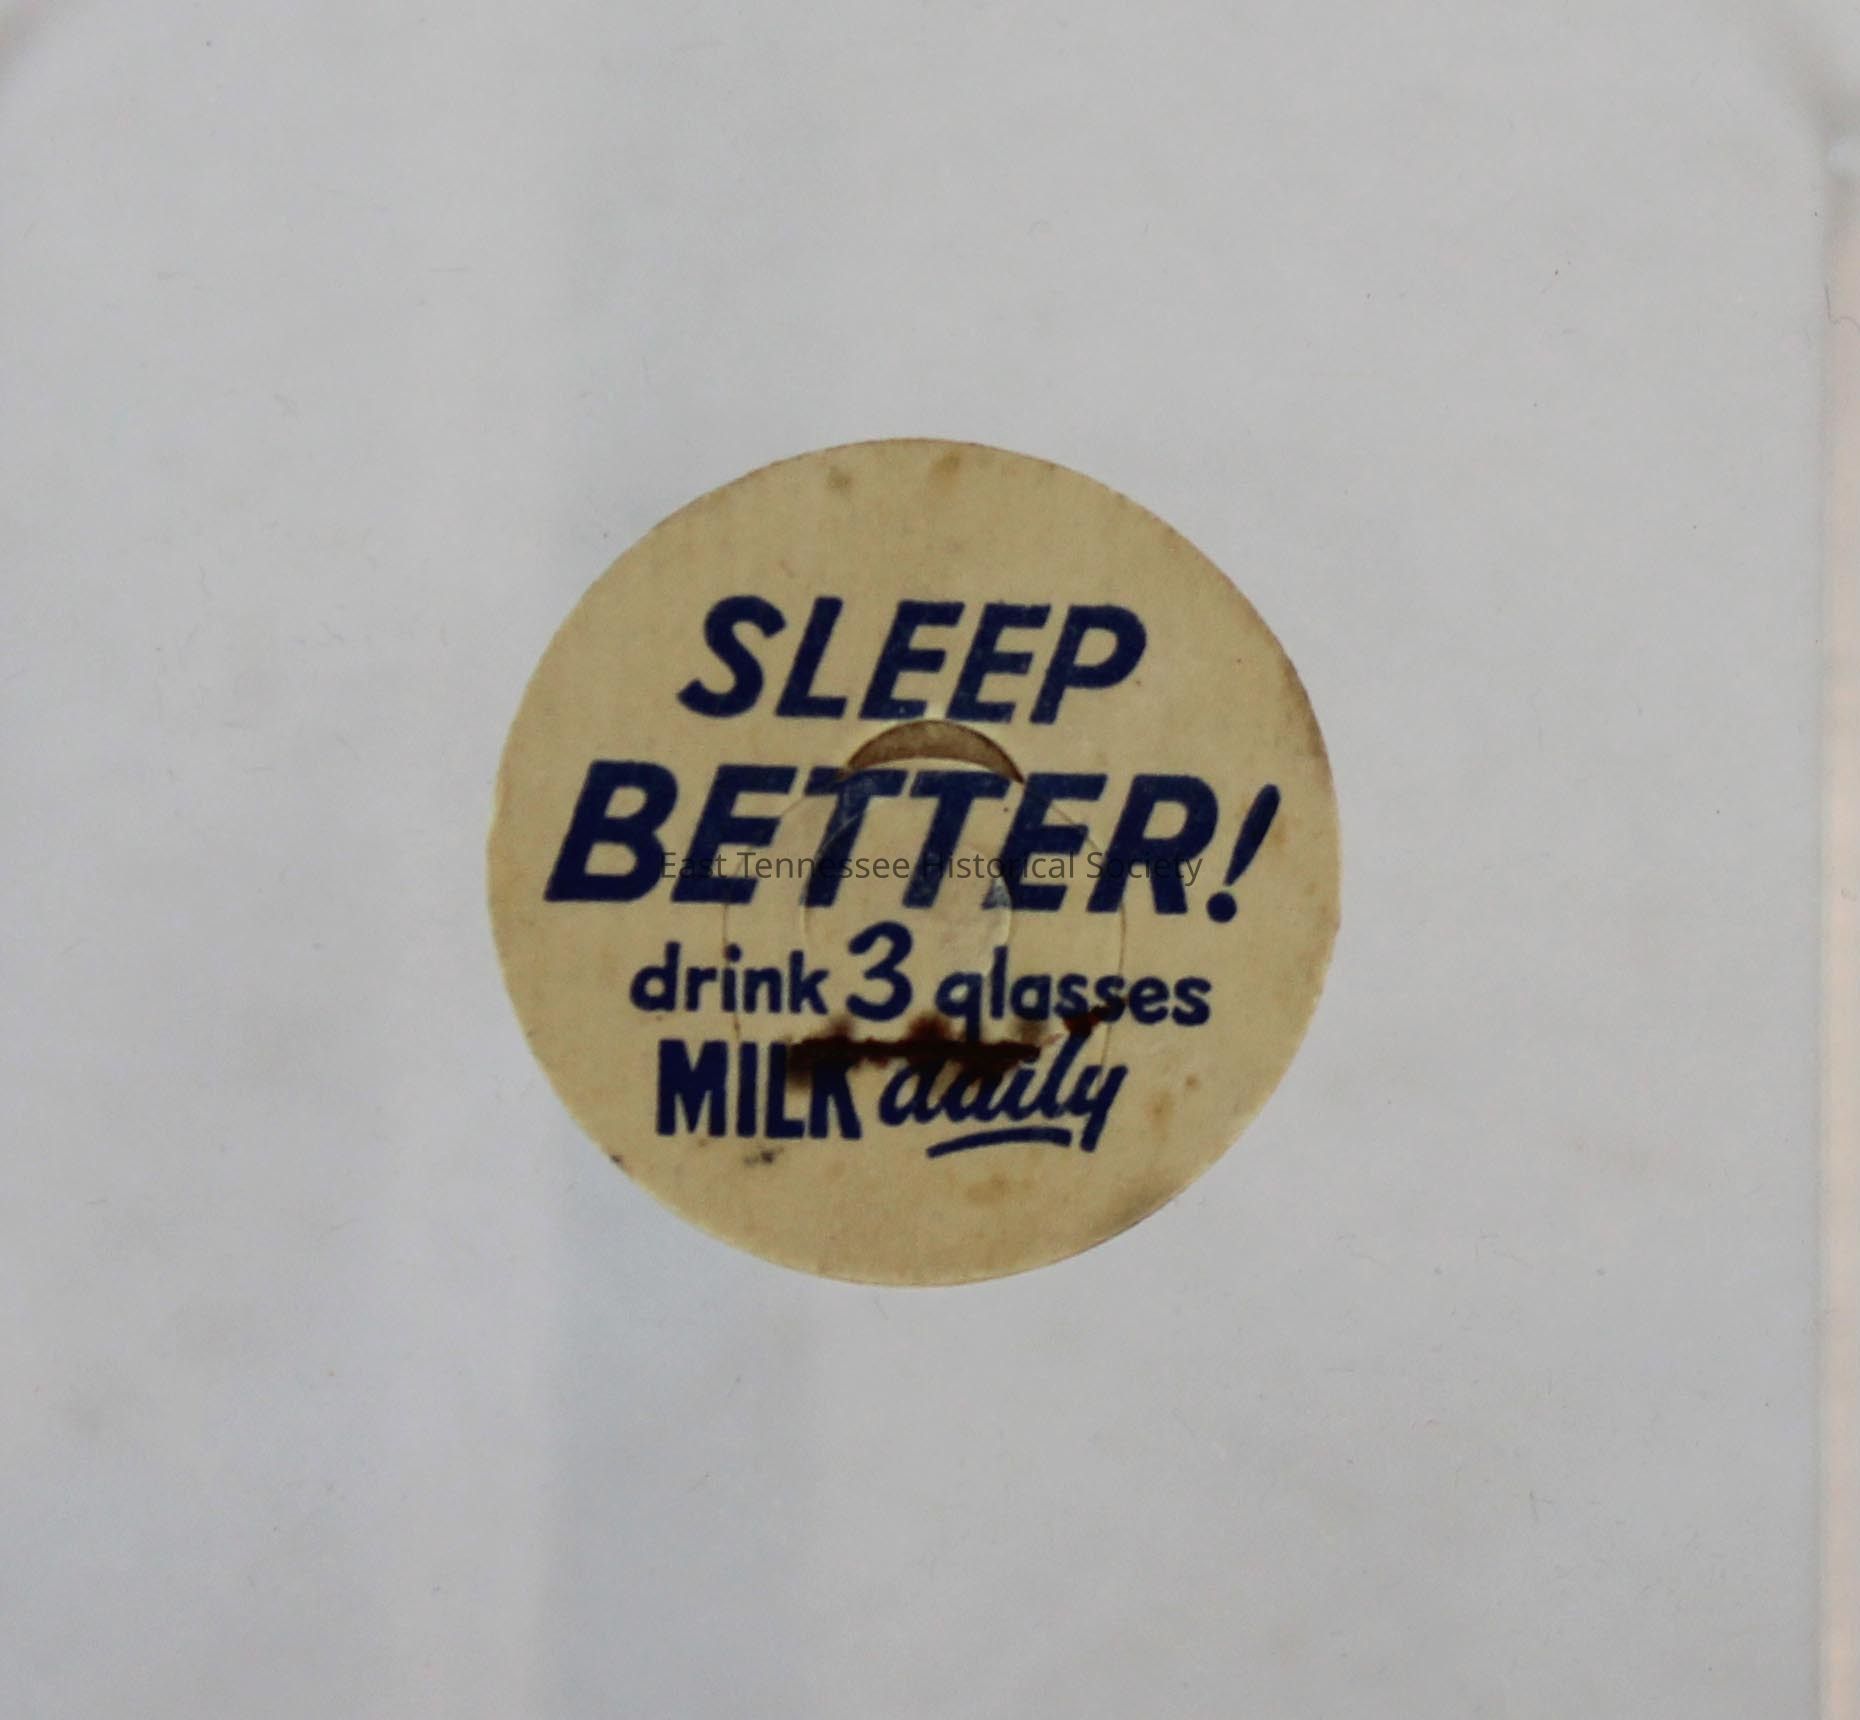 SLEEP
BETTER!
East Tennessee Historical Society
drink 3 glasses
MILK daily